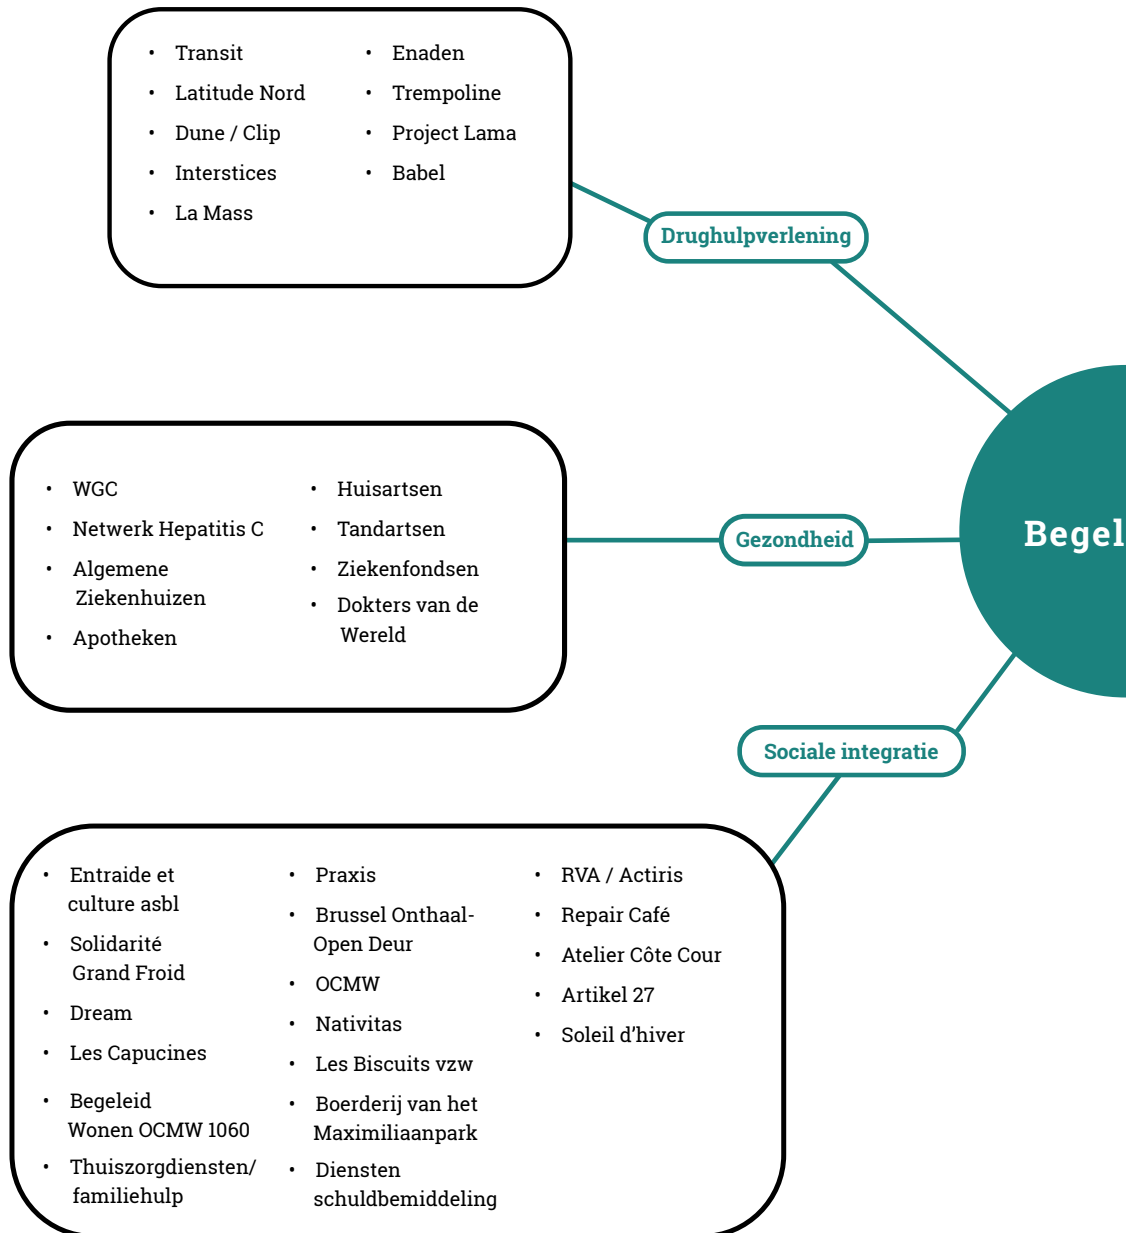 • Transit
• Latitude Nord
• Dune / Clip
• Interstices
• La Mass
• Enaden
• Trempoline
• Project Lama
• Babel
Drughulpverlening
• WGC
• Netwerk Hepatitis C
• Algemene
Ziekenhuizen
• Apotheken
• Huisartsen
• Tandartsen
• Ziekenfondsen
• Dokters van de
Wereld
Gezondheid
Begel
Sociale integratie
• Entraide et
culture asbl
• Solidarité
Grand Froid
• Dream
• Les Capucines
• Begeleid
Wonen OCMW 1060
• Thuiszorgdiensten/
familiehulp
• Praxis
• Brussel Onthaal-
Open Deur
• OCMW
• Nativitas
• Les Biscuits vzw
• Boerderij van het
Maximiliaanpark
• Diensten
schuldbemiddeling
• RVA / Actiris
• Repair Café
• Atelier Côte Cour
• Artikel 27
• Soleil d’hiver